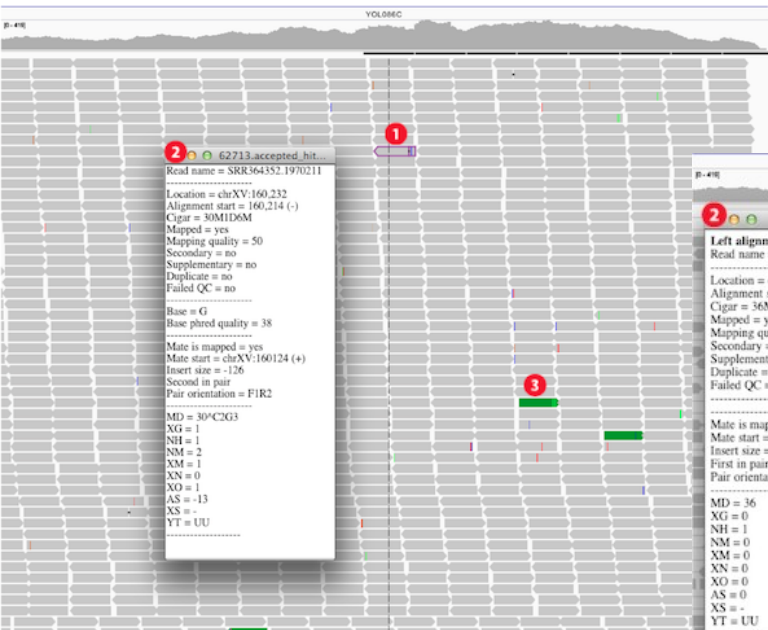 YOL086C
[0 - 416]
1
2
62713.accepted_hit...
Read name = SRR364352.1970211
----------------------
Location = chrXV:160,232
Alignment start = 160,214 (-)
Cigar = 30M1D6M
Mapped = yes
Mapping quality = 50
Secondary = no
Supplementary = no
Duplicate = no
Failed QC = no
----------------------
Base = G
Base phred quality = 38
----------------------
Mate is mapped = yes
Mate start = chrXV:160124 (+)
Insert size = -126
Second in pair
Pair orientation = F1R2
----------------------
MD = 30^C2G3
XG = 1
NH = 1
NM = 2
XM = 1
XN = 0
XO = 1
AS = -13
XS = -
YT = UU
-------------------
3
2
Left alignm
Read name
Location =
Alignment
Cigar = 36M
Mapped = y
Mapping qu
Secondary =
Supplement
Duplicate =
Failed QC =
Mate is map
Mate start =
Insert size =
First in pair
Pair orienta
MD = 36
XG = 0
NH = 1
NM = 0
XM = 0
XN = 0
XO = 0
AS = 0
XS = -
YT = UU